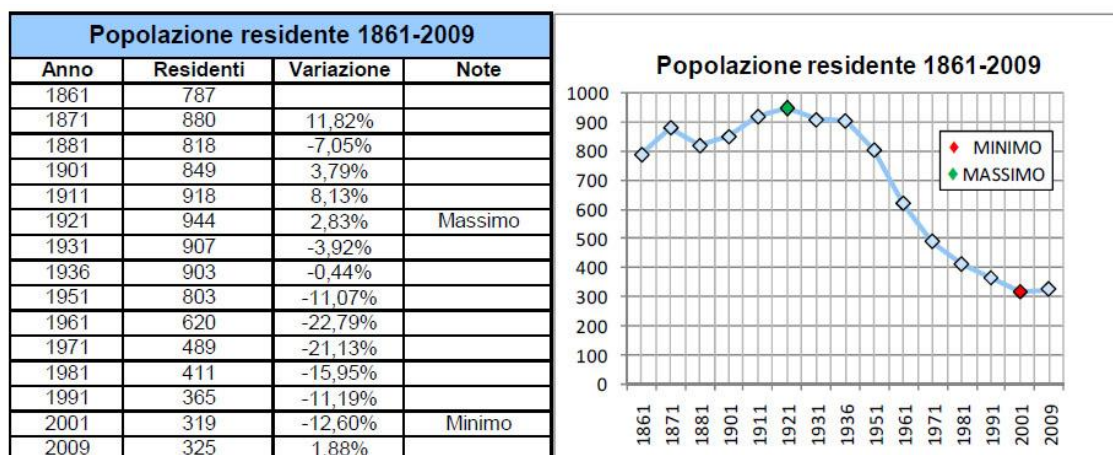 Popolazione residente 1861-2009
Anno Residenti Variazione Note
1861 787
1871 880 11,82%
1881 818 -7,05%
1901 849 3,79%
1911 918 8,13%
1921 944 2,83% Massimo
1931 907 -3,92%
1936 903 -0,44%
1951 803 -11,07%
1961 620 -22,79%
1971 489 -21,13%
1981 411 -15,95%
1991 365 -11,19%
2001 319 -12,60% Minimo
2009 325 1,88%
Popolazione residente 1861-2009
1000
900
800
700
600
500
400
300
200
100
0
MINIMO
MASSIMO
1861 1871 1881 1901 1911 1921 1931 1936 1951 1961 1971 1981 1991 2001 2009